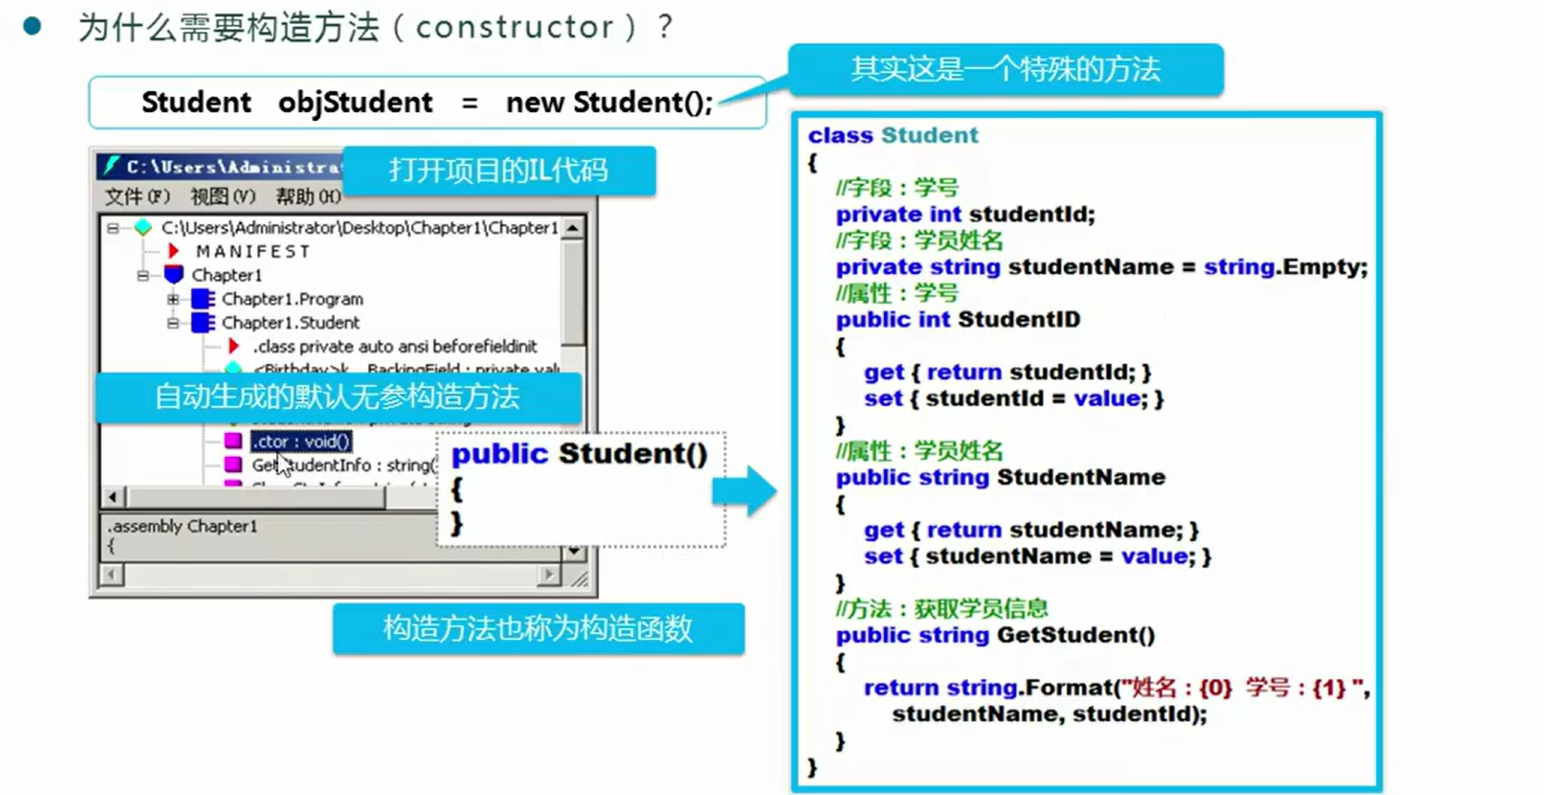 为什么需要构造方法（constructor）？
其实这是一个特殊的方法
Student objStudent = new Student();
C:\Users\Administra
打开项目的IL代码
文件(F) 视图(V) 帮助(H)
C:\Users\Administrator\Desktop\Chapter1\Chapter1
MANIFEST
Chapter1
Chapter1.Program
Chapter1.Student
.class private auto ansi beforefieldinit
自动生成的默认无参构造方法
.ctor : void()
.assembly Chapter1
{
public Student()
{
}
构造方法也称为构造函数
class Student
{
//字段：学号
private int studentId;
//字段：学员姓名
private string studentName = string.Empty;
//属性：学号
public int StudentID
{
get { return studentId; }
set { studentId = value; }
}
//属性：学员姓名
public string StudentName
{
get { return studentName; }
set { studentName = value; }
}
//方法：获取学员信息
public string GetStudent()
{
return string.Format("姓名：{0} 学号：{1} ",
studentName, studentId);
}
}